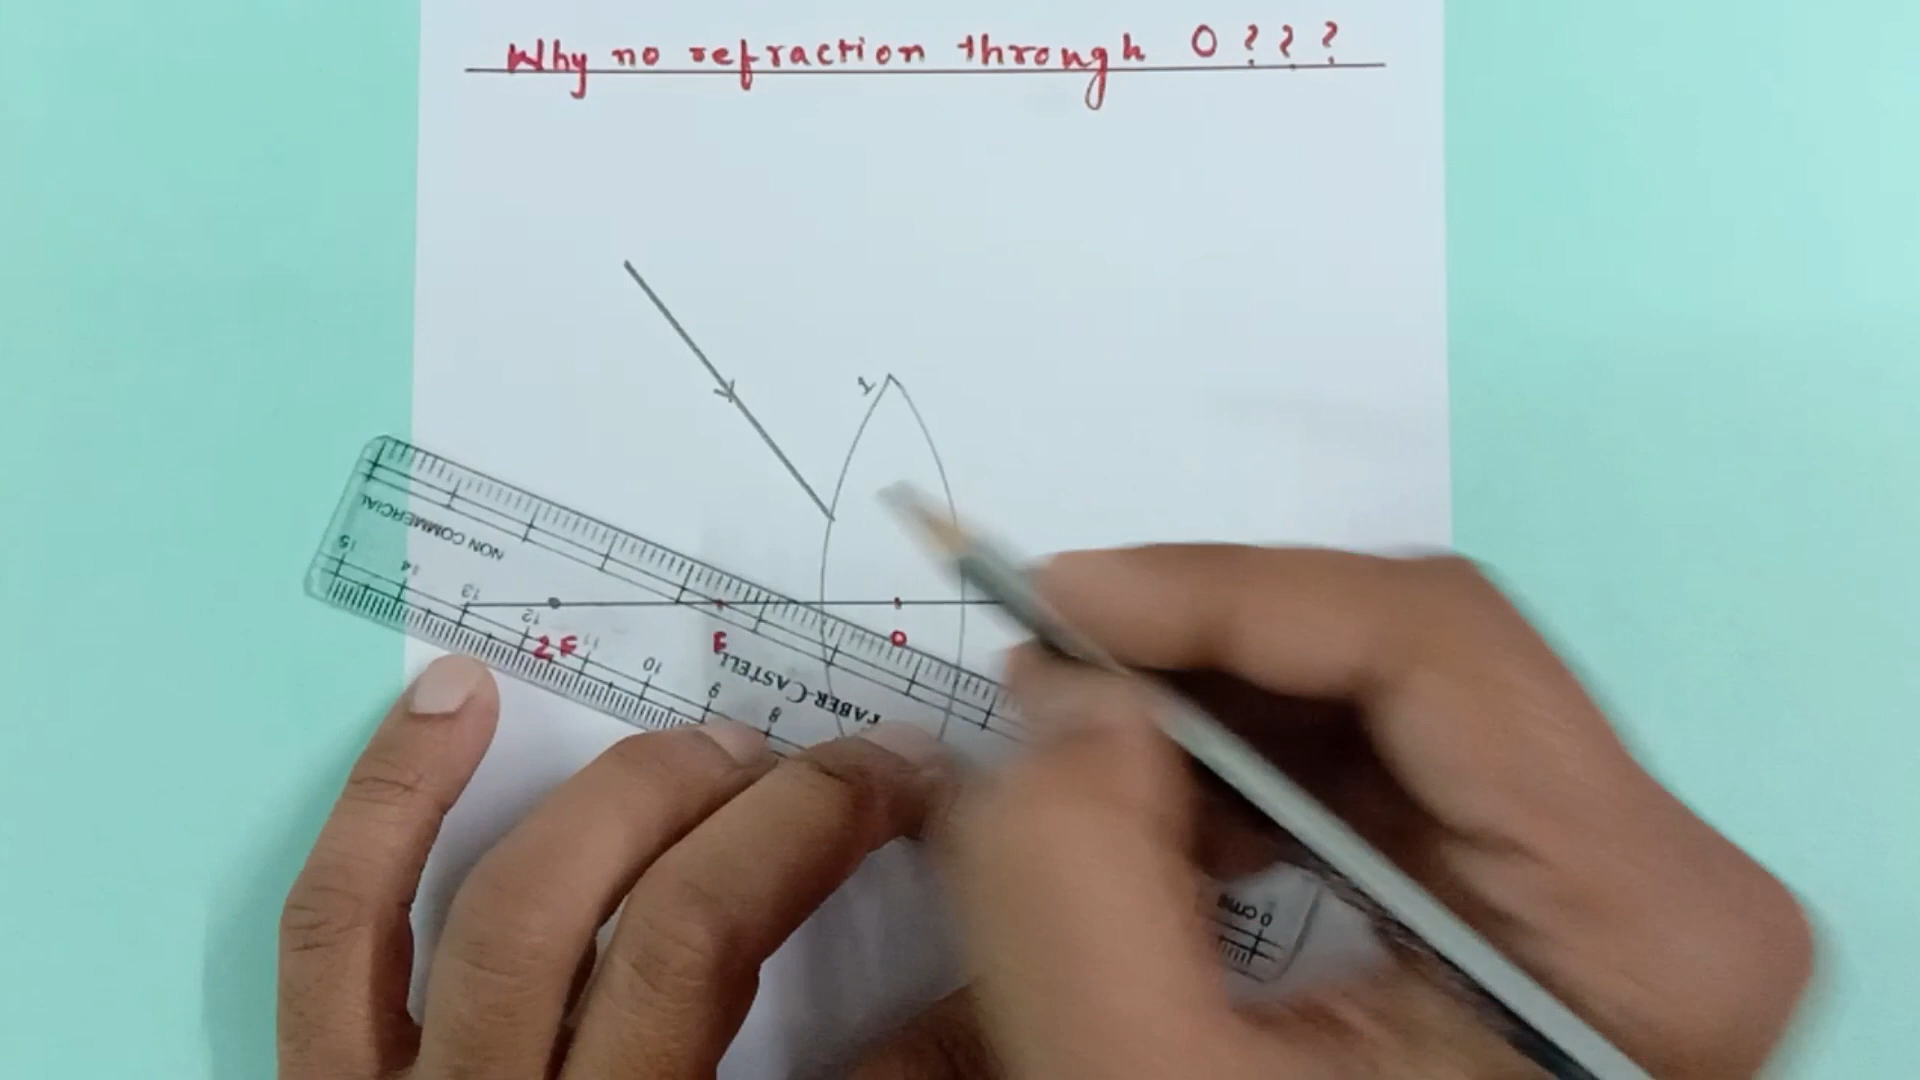 Why no refraction through O ???
1
NON COMMERCIAL
15
14
13
12
11
10
9
8
2F
F
O
FABER-CASTELL
0 cms